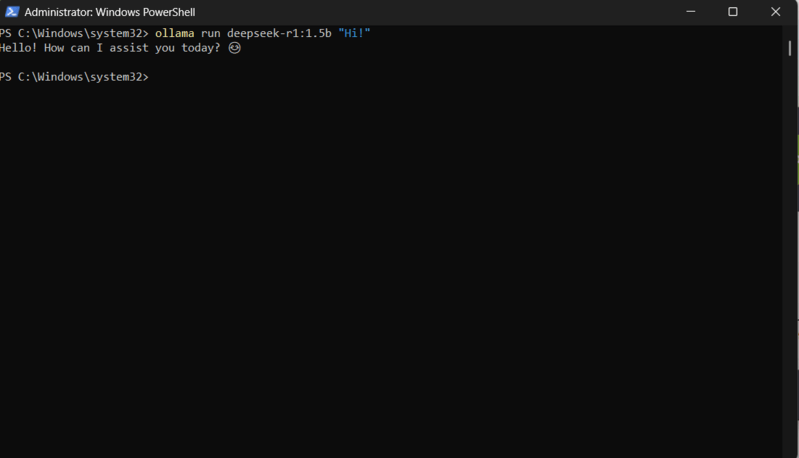 Administrator: Windows PowerShell
PS C:\Windows\system32> ollama run deepseek-r1:1.5b "Hi!"
Hello! How can I assist you today? 😊
PS C:\Windows\system32>